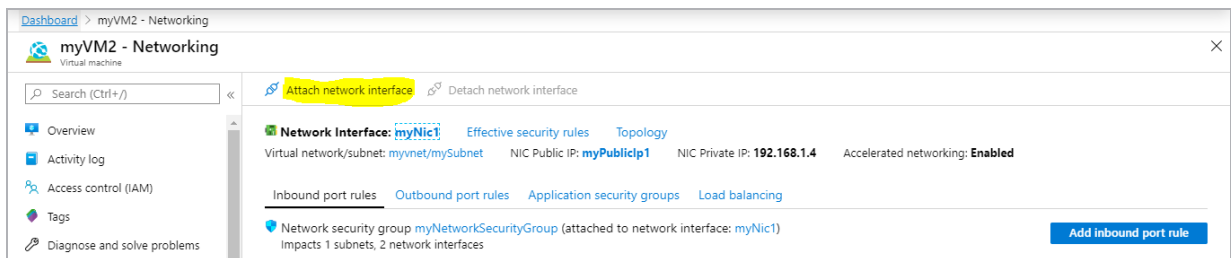 Dashboard > myVM2 - Networking
myVM2 - Networking
Virtual machine
Search (Ctrl+/)
Overview
Activity log
Access control (IAM)
Tags
Diagnose and solve problems
Attach network interface Detach network interface
Network Interface: myNic1 Effective security rules Topology
Virtual network/subnet: myvnet/mySubnet NIC Public IP: myPublicIp1 NIC Private IP: 192.168.1.4 Accelerated networking: Enabled
Inbound port rules Outbound port rules Application security groups Load balancing
Network security group myNetworkSecurityGroup (attached to network interface: myNic1)
Impacts 1 subnets, 2 network interfaces
Add inbound port rule